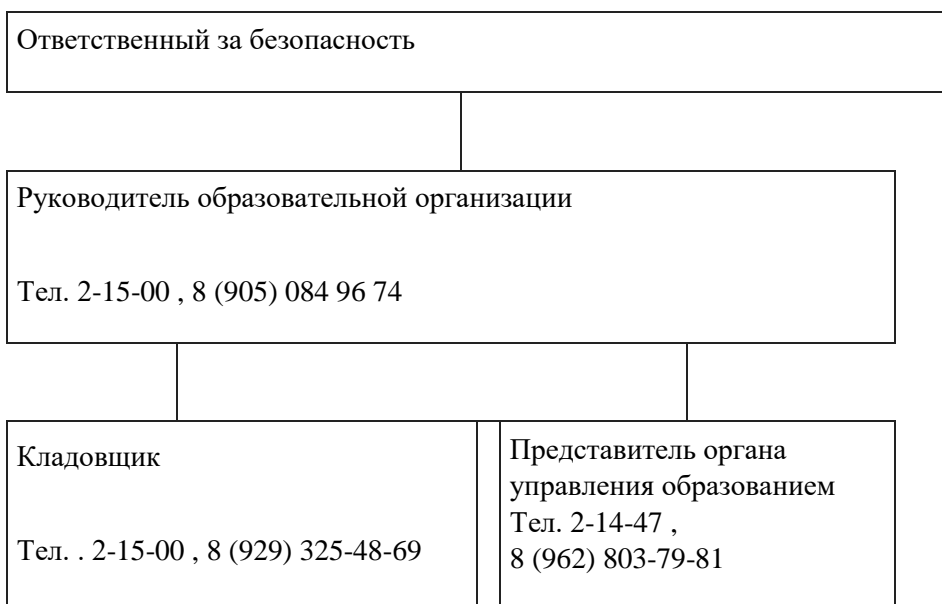 Ответственный за безопасность
Руководитель образовательной организации
Тел. 2-15-00 , 8 (905) 084 96 74
Кладовщик
Тел. . 2-15-00 , 8 (929) 325-48-69
Представитель органа
управления образованием
Тел. 2-14-47 ,
8 (962) 803-79-81